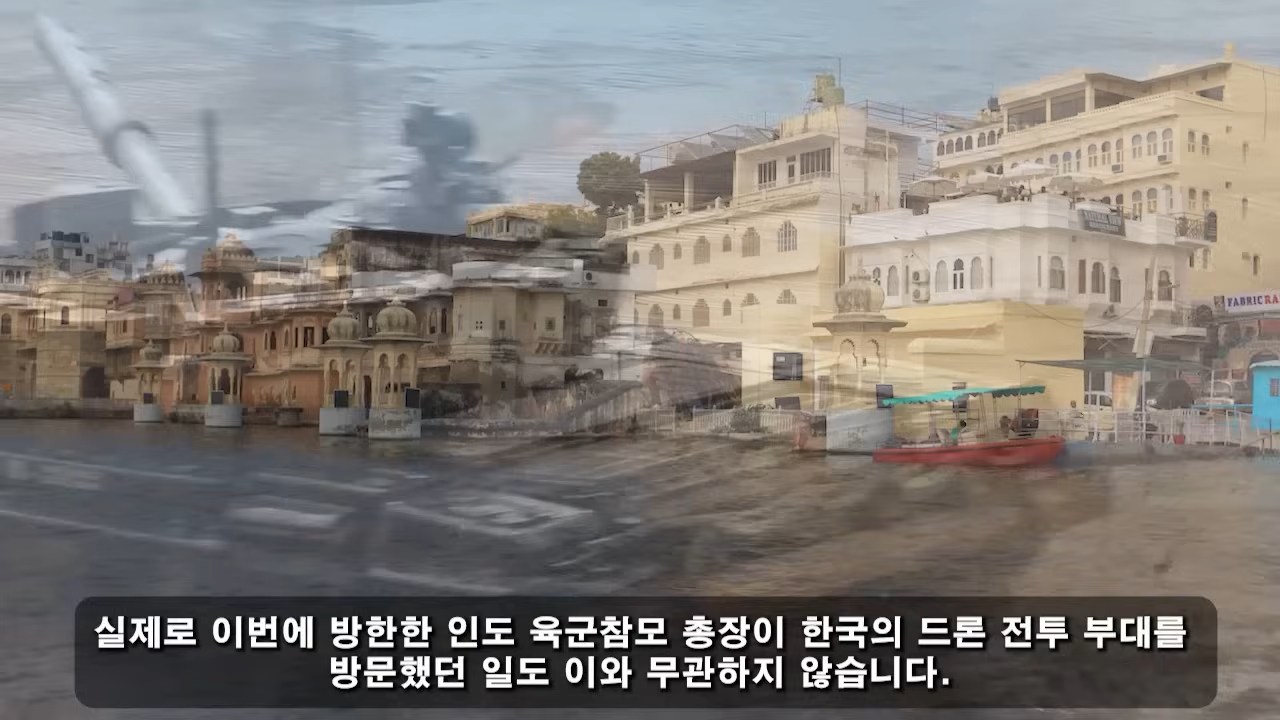 FABRIC RA
실제로 이번에 방한한 인도 육군참모 총장이 한국의 드론 전투 부대를
방문했던 일도 이와 무관하지 않습니다.